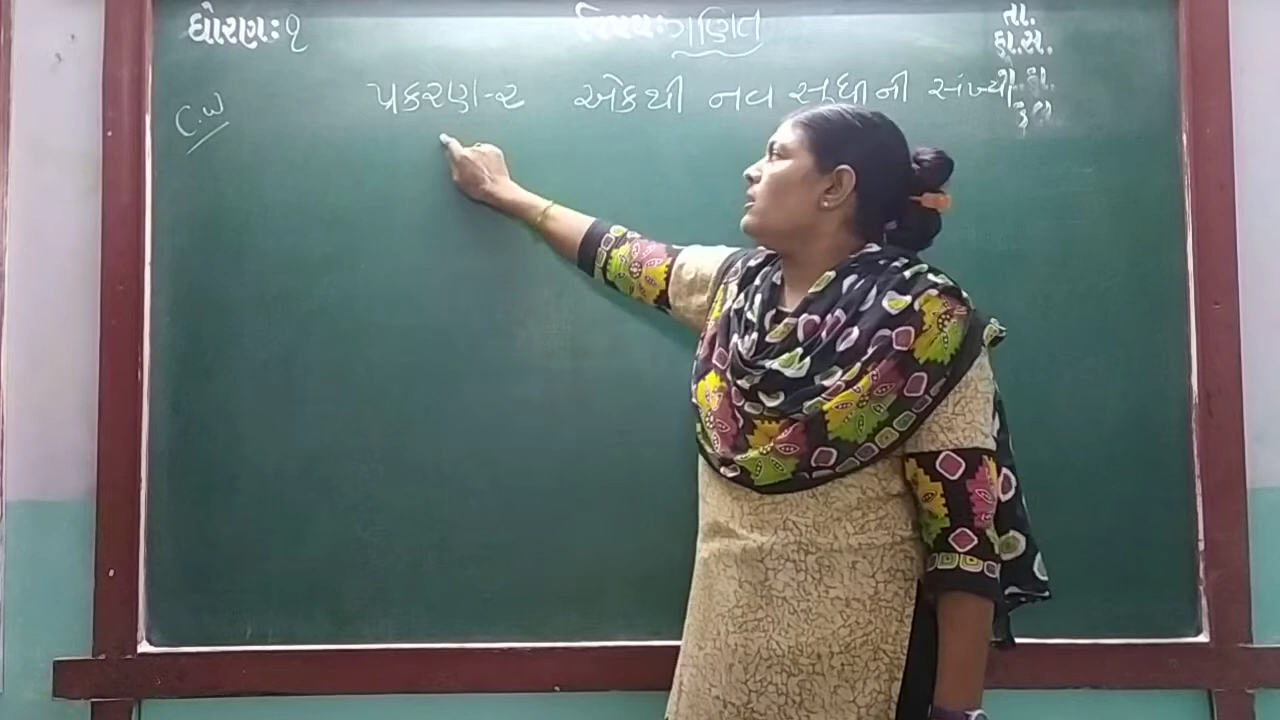 ધોરણ: ૧ વિષય: ગણિત તા.
હા.સ.
ગે.હા.
કુલ
C.W પ્રકરણ-૨ એકથી નવ સુધીની સંખ્યા